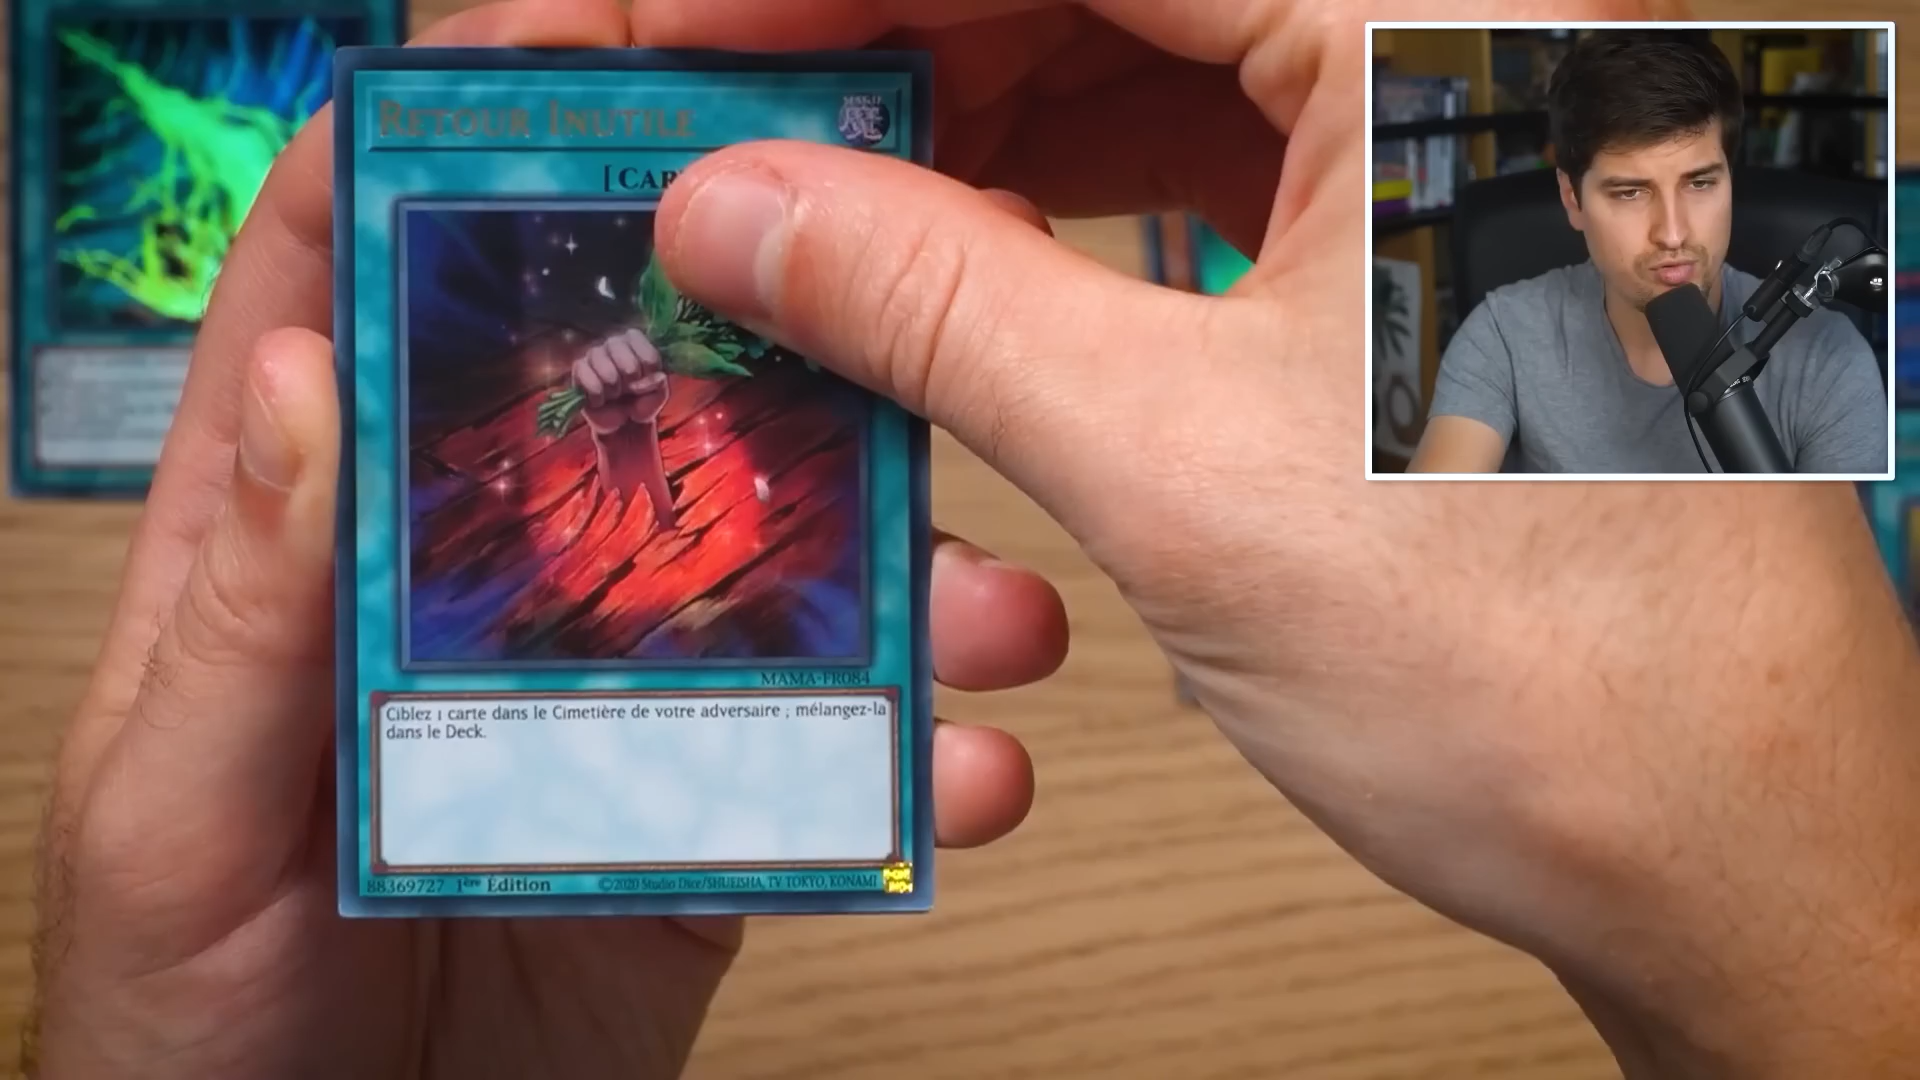 RETOUR INUTILE
[CAR
MAMA-FR084
Ciblez 1 carte dans le Cimetière de votre adversaire ; mélangez-la
dans le Deck.
88369727 1ère Édition ©2020 Studio Dice/SHUEISHA, TV TOKYO, KONAMI